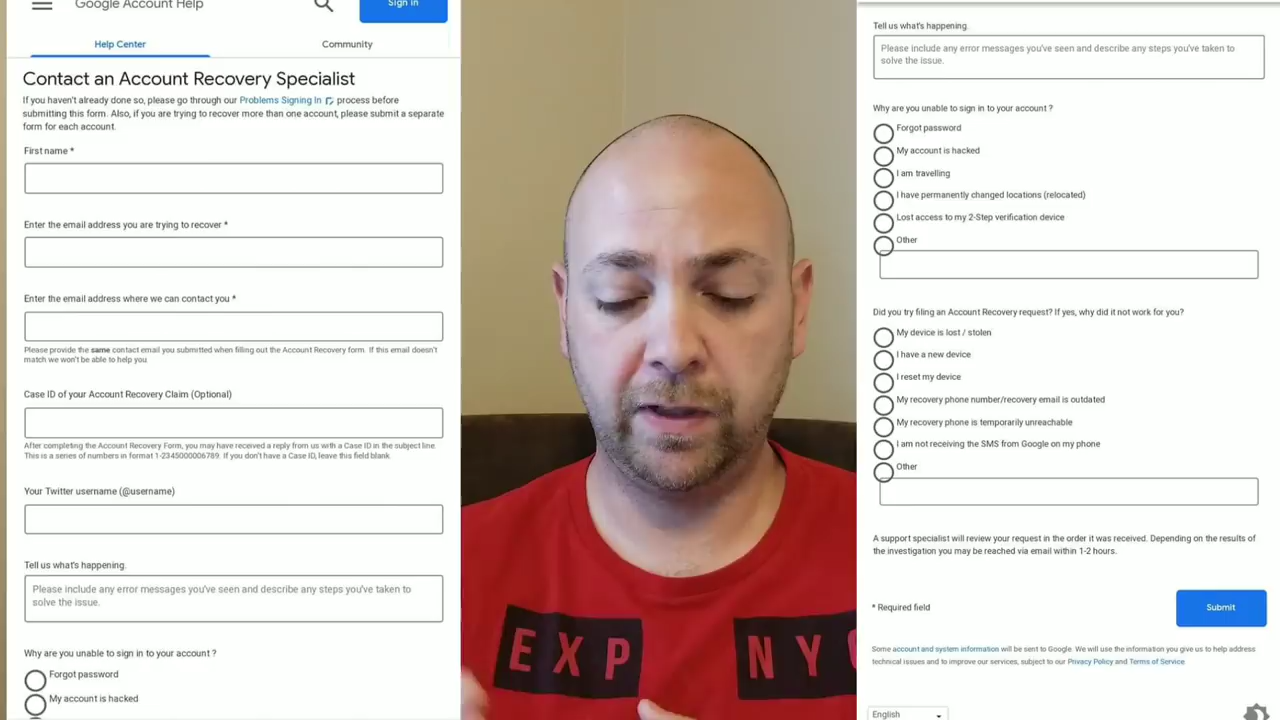 Google Account Help
Sign in
Help Center
Community
Contact an Account Recovery Specialist
If you haven't already done so, please go through our Problems Signing In process before
submitting this form. Also, if you are trying to recover more than one account, please submit a separate
form for each account.
First name *
Enter the email address you are trying to recover *
Enter the email address where we can contact you *
Please provide the same contact email you submitted when filling out the Account Recovery form. If this email doesn't
match we won't be able to help you
Case ID of your Account Recovery Claim (Optional)
After completing the Account Recovery Form, you may have received a reply from us with a Case ID in the subject line.
This is a series of numbers in format 1-2345000006789. If you don't have a Case ID, leave this field blank
Your Twitter username (@username)
Tell us what's happening.
Please include any error messages you've seen and describe any steps you've taken to
solve the issue.
Why are you unable to sign in to your account ?
Forgot password
My account is hacked
EXP NYC
Tell us what's happening.
Please include any error messages you've seen and describe any steps you've taken to
solve the issue.
Why are you unable to sign in to your account ?
Forgot password
My account is hacked
I am travelling
I have permanently changed locations (relocated)
Lost access to my 2-Step verification device
Other
Did you try filing an Account Recovery request? If yes, why did it not work for you?
My device is lost / stolen
I have a new device
I reset my device
My recovery phone number/recovery email is outdated
My recovery phone is temporarily unreachable
I am not receiving the SMS from Google on my phone
Other
A support specialist will review your request in the order it was received. Depending on the results of
the investigation you may be reached via email within 1-2 hours.
* Required field
Submit
Some account and system information will be sent to Google. We will use the information you give us to help address
technical issues and to improve our services, subject to our Privacy Policy and Terms of Service.
English